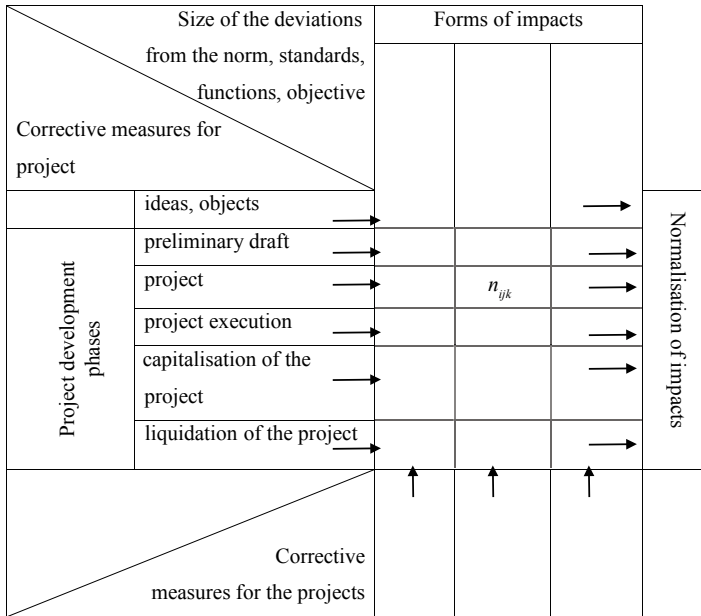 Size of the deviations
from the norm, standards,
functions, objective
Forms of impacts
Corrective measures for
project
ideas, objects
Project development
phases
preliminary draft
project
n_{ijk}
project execution
capitalisation of the
project
liquidation of the project
Normalisation of impacts
Corrective
measures for the projects